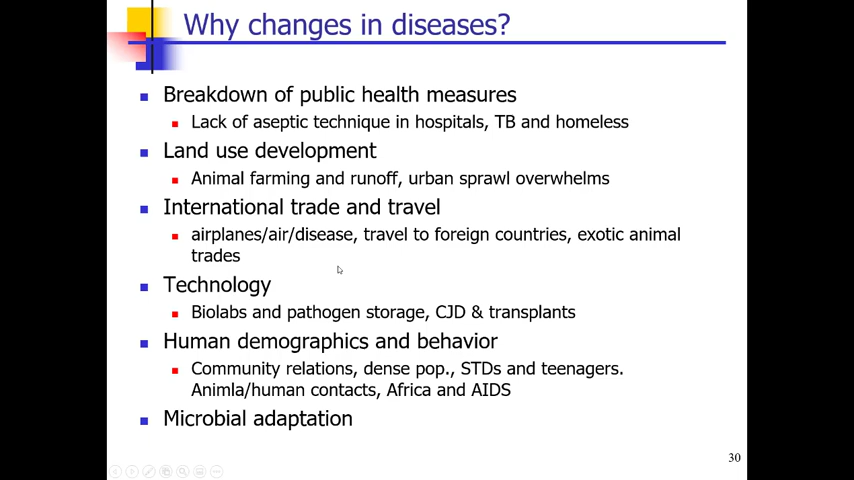 Why changes in diseases?
Breakdown of public health measures
Lack of aseptic technique in hospitals, TB and homeless
Land use development
Animal farming and runoff, urban sprawl overwhelms
International trade and travel
airplanes/air/disease, travel to foreign countries, exotic animal
trades
Technology
Biolabs and pathogen storage, CJD & transplants
Human demographics and behavior
Community relations, dense pop., STDs and teenagers.
Animla/human contacts, Africa and AIDS
Microbial adaptation
30